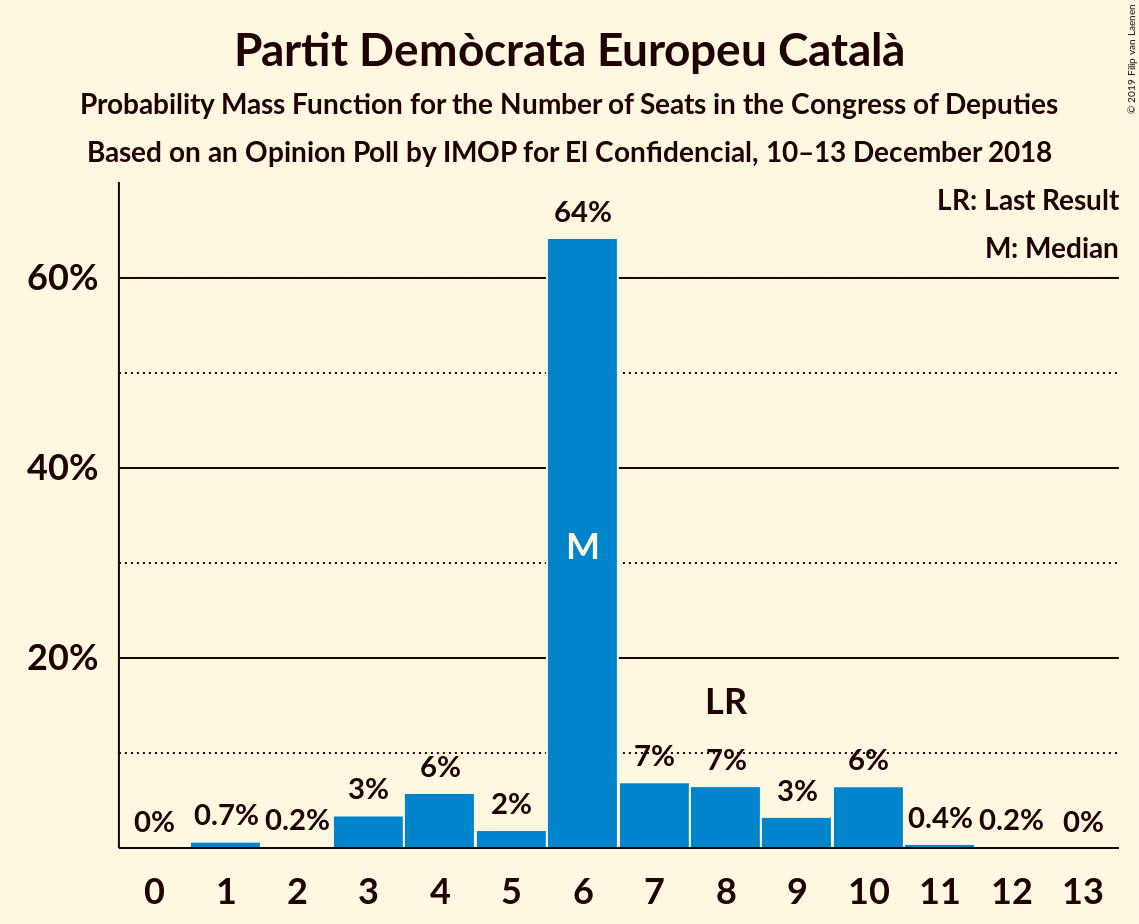 Partit Demòcrata Europeu Català
Probability Mass Function for the Number of Seats in the Congress of Deputies
Based on an Opinion Poll by IMOP for El Confidencial, 10–13 December 2018
© 2019 Filip van Laenen
LR: Last Result
M: Median
60%
40%
20%
0%
0.7%
0.2%
3%
6%
2%
64%
M
7%
LR
7%
3%
6%
0.4%
0.2%
0%
0 1 2 3 4 5 6 7 8 9 10 11 12 13